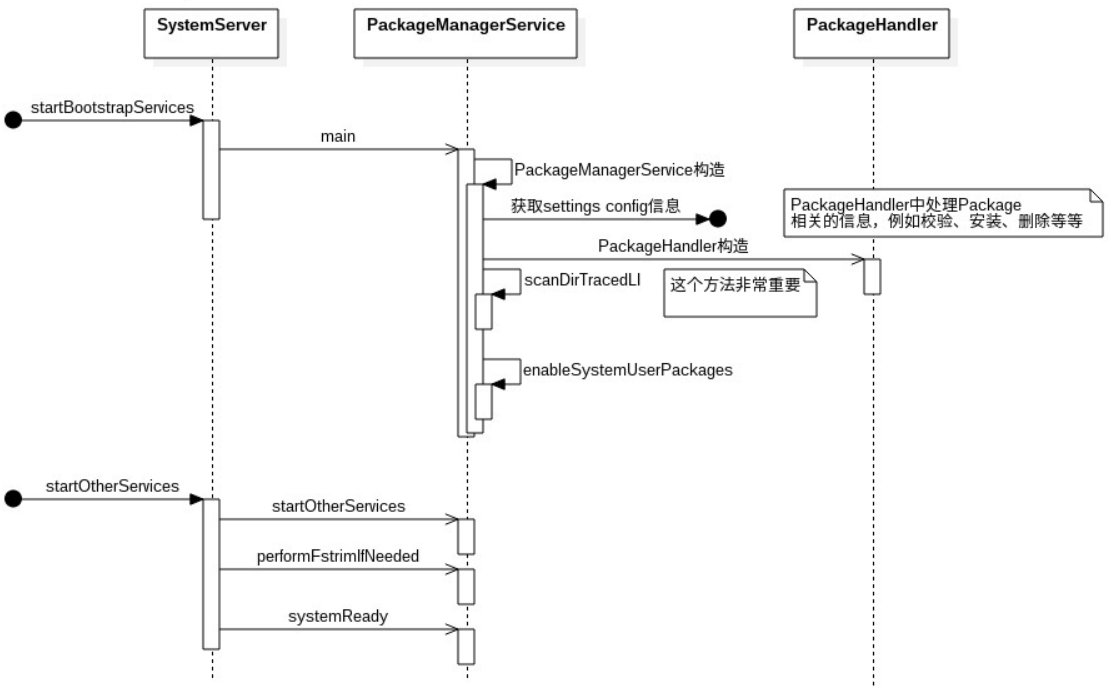 SystemServer
PackageManagerService
PackageHandler
startBootstrapServices
main
PackageManagerService构造
获取settings config信息
PackageHandler中处理Package
相关的信息，例如校验、安装、删除等等
PackageHandler构造
scanDirTracedLI
这个方法非常重要
enableSystemUserPackages
startOtherServices
startOtherServices
performFstrimIfNeeded
systemReady